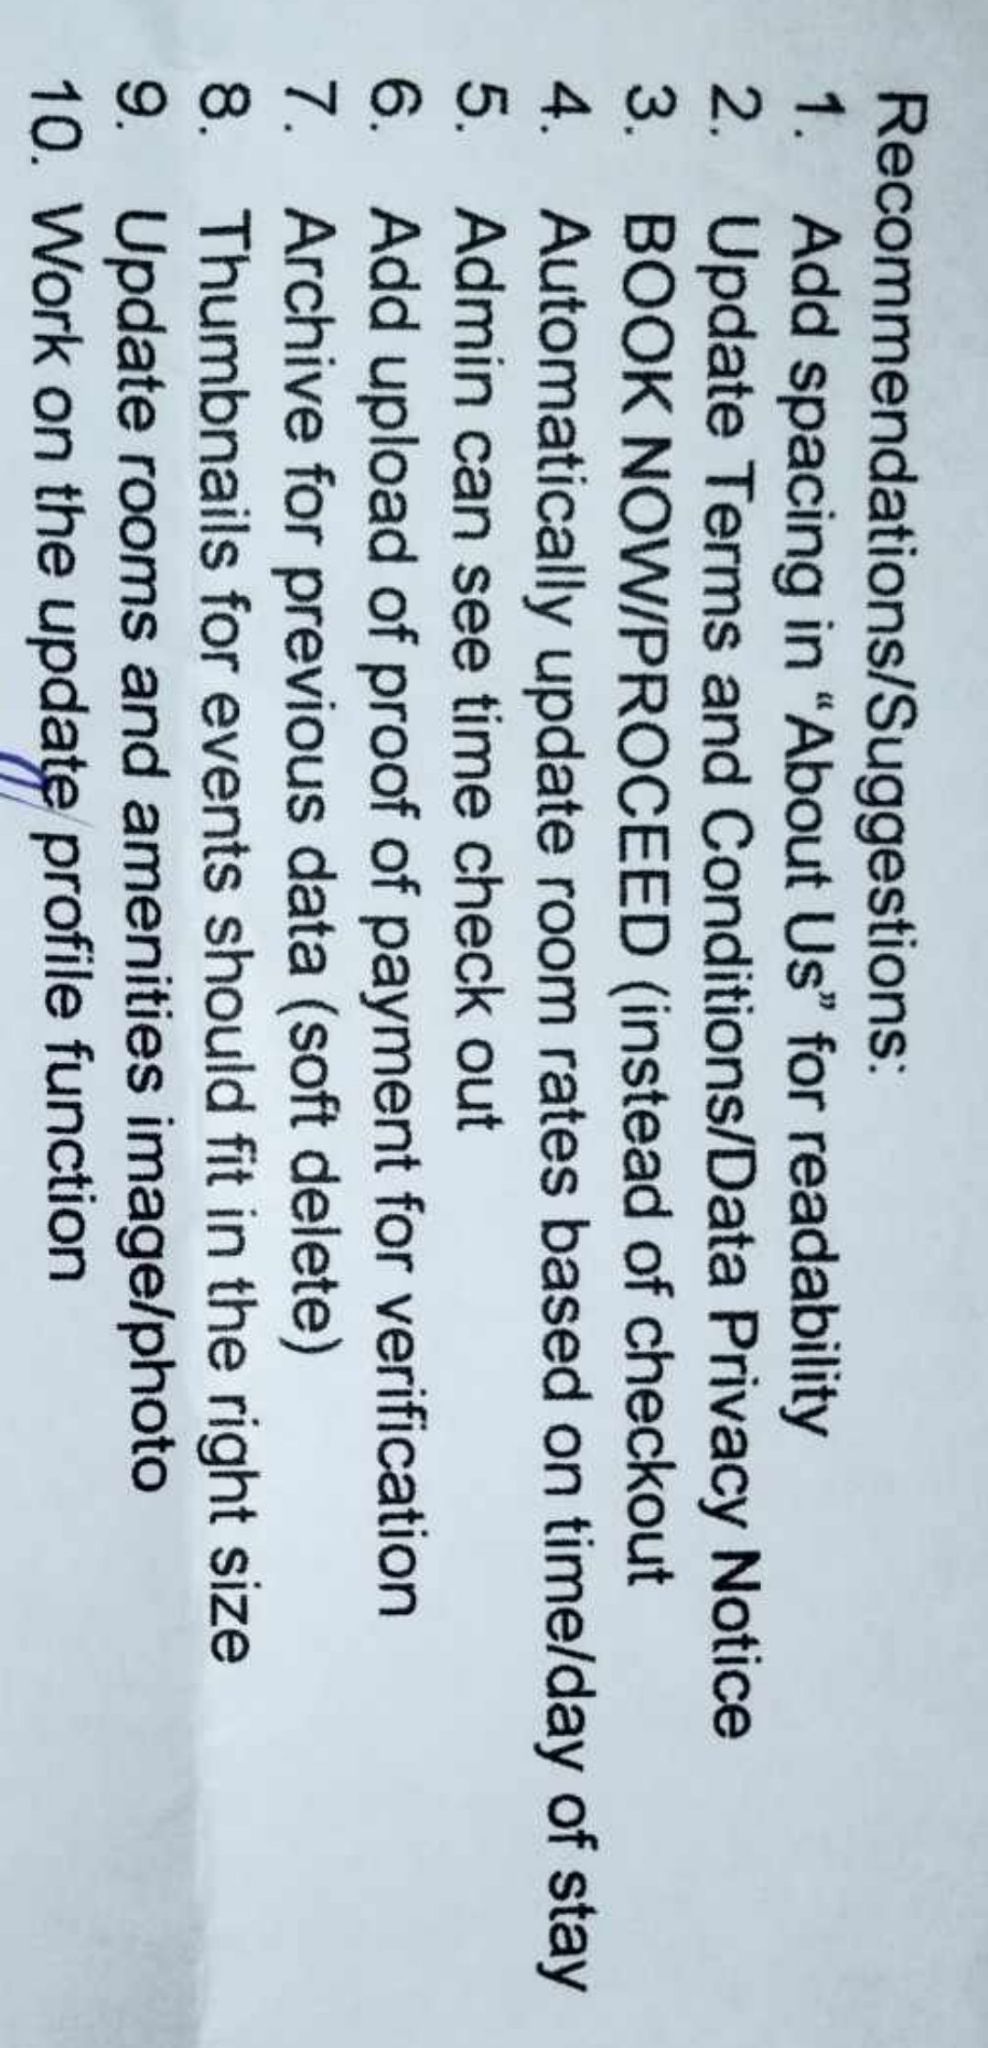 Recommendations/Suggestions:
1. Add spacing in “About Us” for readability
2. Update Terms and Conditions/Data Privacy Notice
3. BOOK NOW/PROCEED (instead of checkout
4. Automatically update room rates based on time/day of stay
5. Admin can see time check out
6. Add upload of proof of payment for verification
7. Archive for previous data (soft delete)
8. Thumbnails for events should fit in the right size
9. Update rooms and amenities image/photo
10. Work on the update profile function